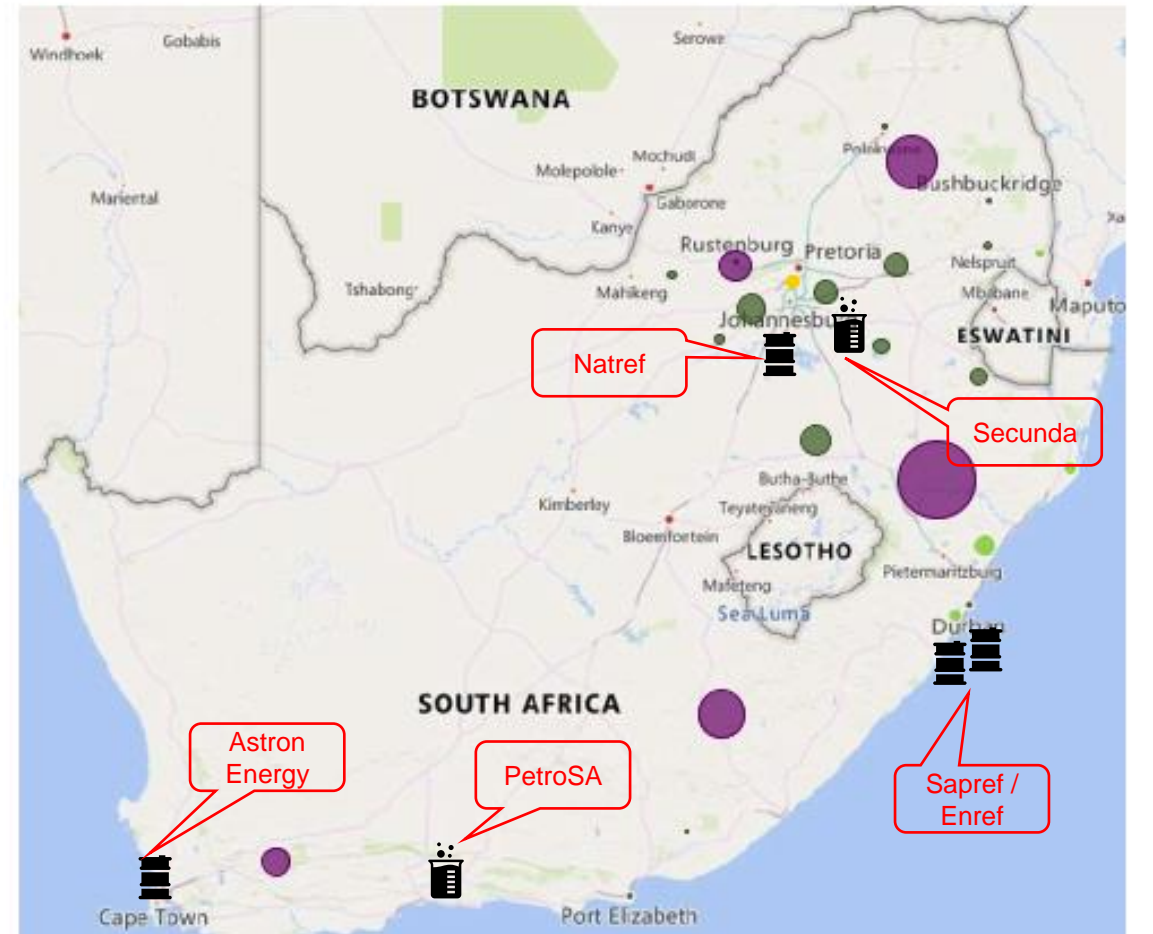 Windhoek
Gobabis
Serowe
BOTSWANA
Molepolole
Mochudi
Mariental
Bushbuckridge
Gaborone
Kanye
Rustenburg
Pretoria
Nelspruit
Tshabong
Mahikeng
Mbabane
Maputo
Johannesbu
ESWATINI
Natref
Secunda
Butha-Buthe
Kimberley
Teyateyaneng
Bloemfontein
LESOTHO
Pietermaritzburg
Mafeteng
Durban
SOUTH AFRICA
Astron
Energy
PetroSA
Sapref /
Enref
Cape Town
Port Elizabeth